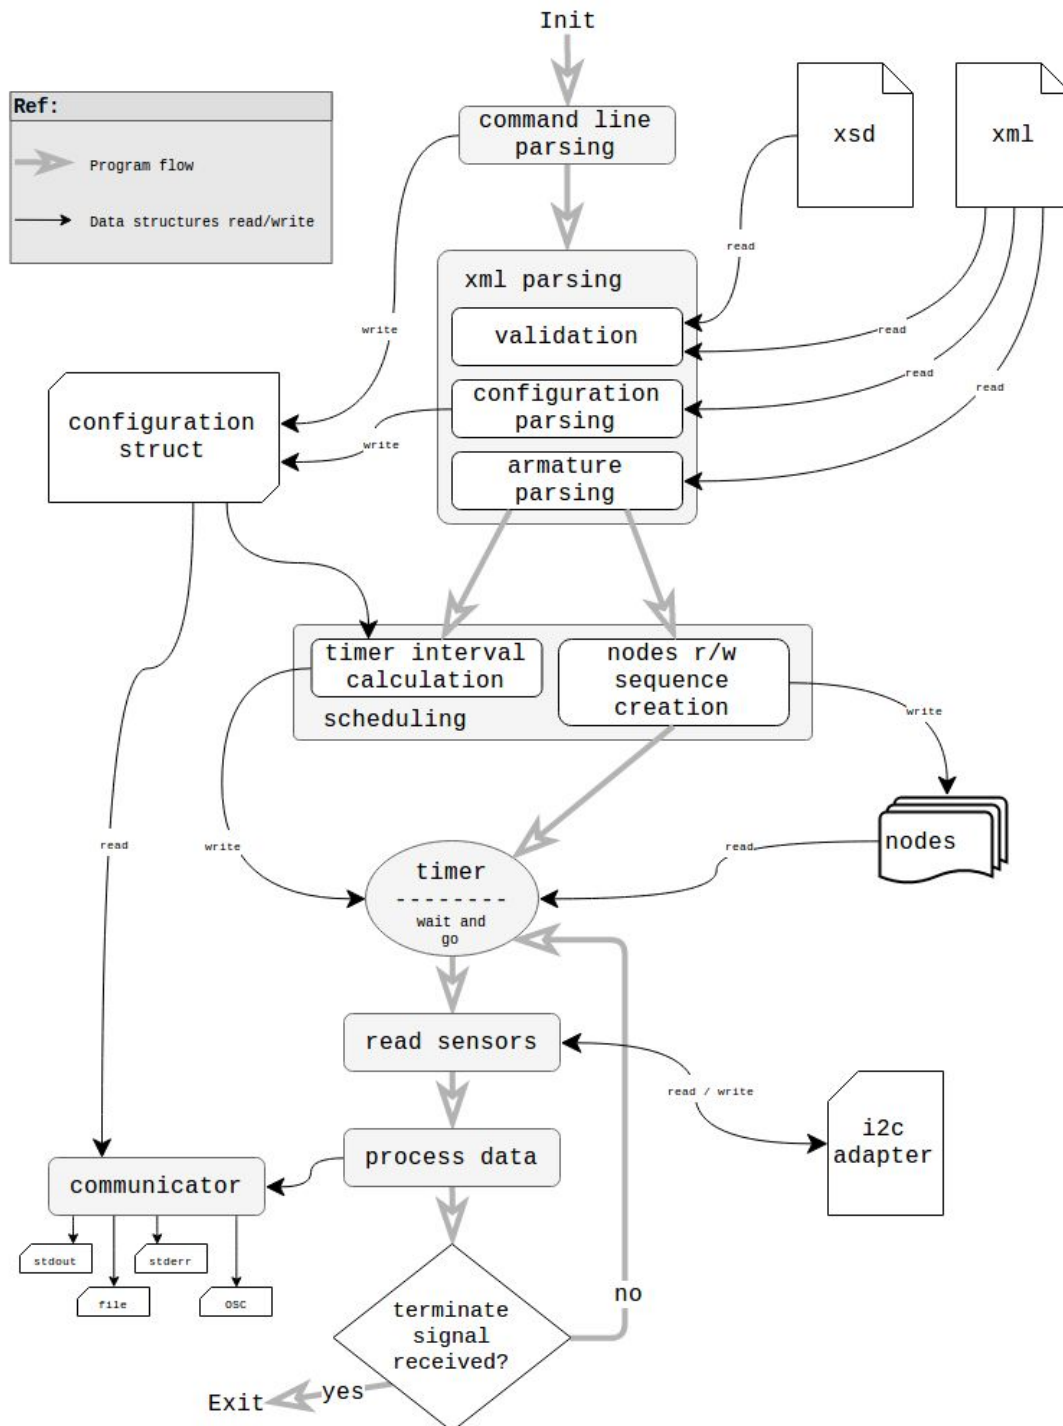 Init
Ref:
Program flow
Data structures read/write
command line
parsing
xsd
xml
read
xml parsing
validation
write
read
configuration
parsing
read
read
configuration
struct
write
armature
parsing
timer interval
calculation
scheduling
nodes r/w
sequence
creation
write
nodes
read
write
read
timer
--------
wait and
go
read sensors
read / write
i2c
adapter
process data
communicator
stdout
stderr
file
OSC
terminate
signal
received?
no
yes
Exit